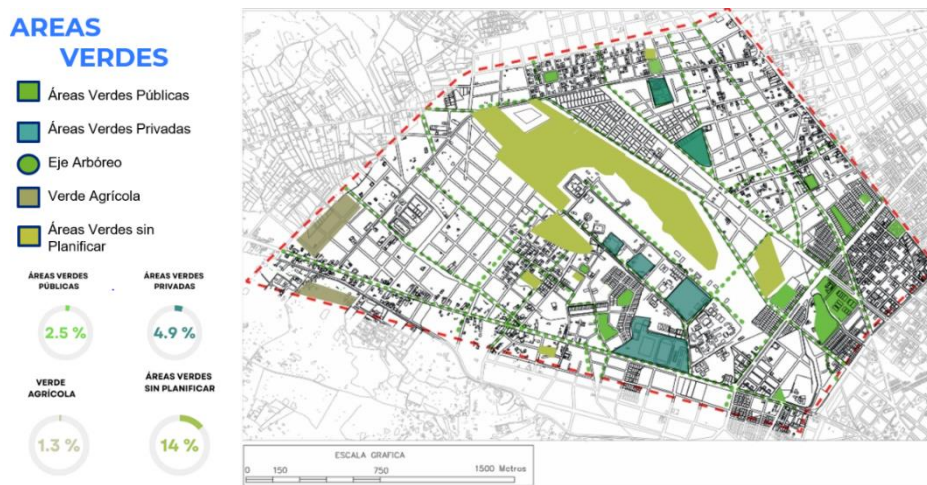 AREAS
VERDES
Áreas Verdes Públicas
Áreas Verdes Privadas
Eje Arbóreo
Verde Agrícola
Áreas Verdes sin
Planificar
ÁREAS VERDES
PÚBLICAS
ÁREAS VERDES
PRIVADAS
2.5 %
4.9 %
VERDE
AGRÍCOLA
ÁREAS VERDES
SIN PLANIFICAR
1.3 %
14 %
ESCALA GRAFICA
0 150 750 1500 Metros